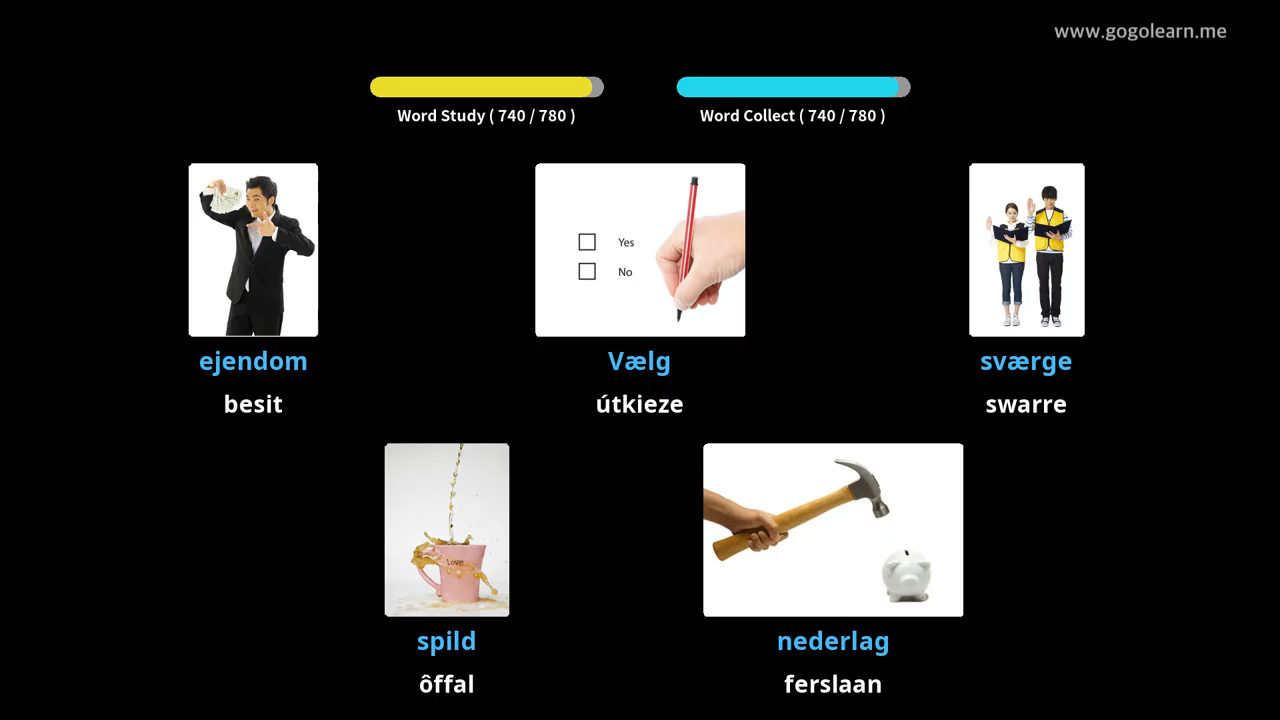 www.gogolearn.me
Word Study ( 740 / 780 )
Word Collect ( 740 / 780 )
Yes
No
ejendom
Vælg
sværge
besit
útkieze
swarre
love
spild
nederlag
ôffal
ferslaan